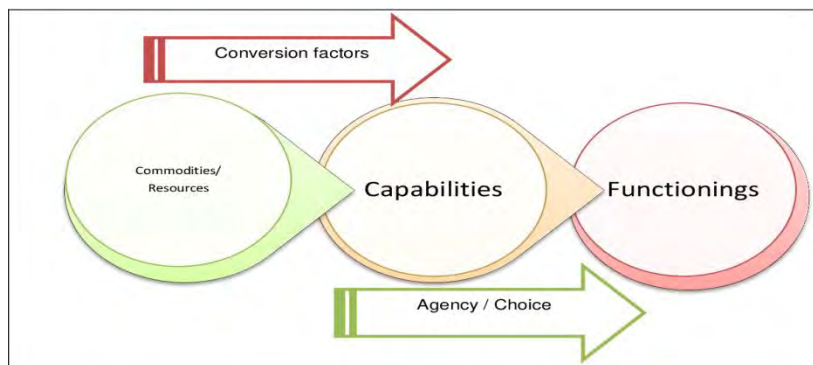 Conversion factors
Commodities/
Resources
Capabilities
Functionings
Agency / Choice